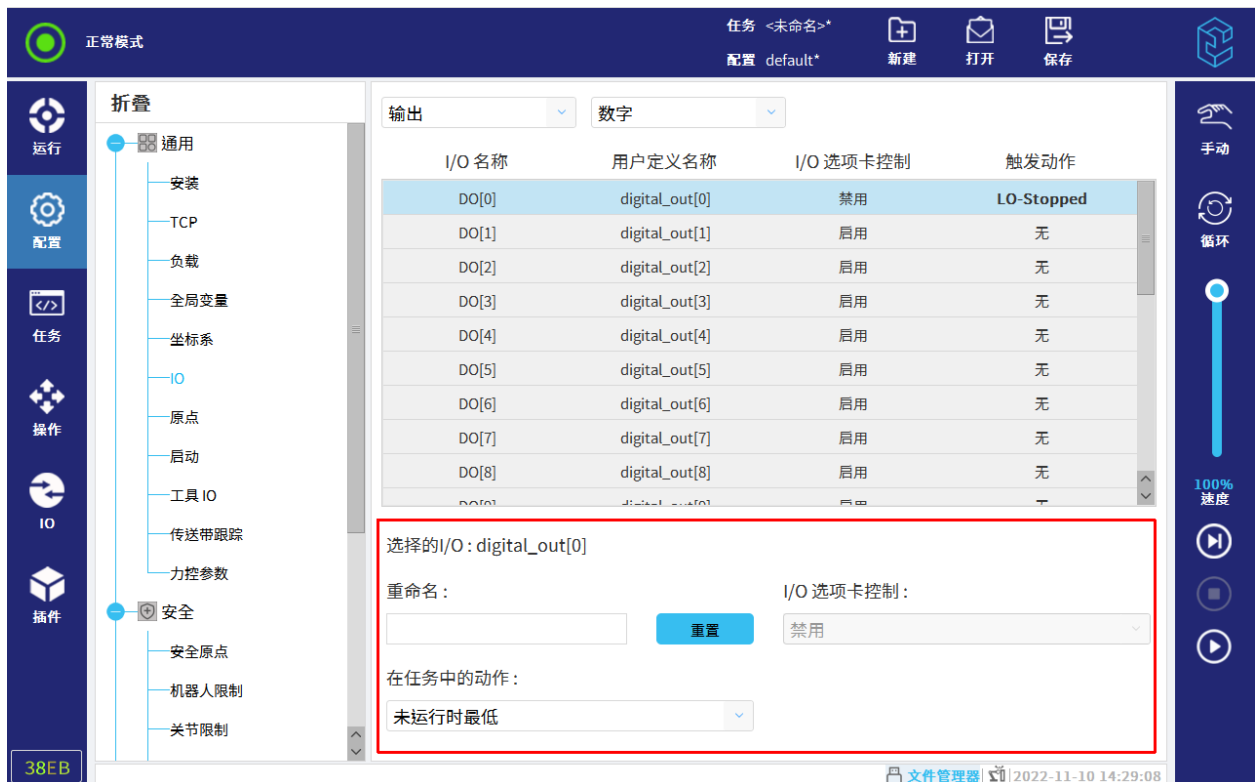 正常模式
任务 <未命名>*
配置 default*
新建
打开
保存
运行
配置
任务
操作
IO
插件
38EB
折叠
通用
安装
TCP
负载
全局变量
坐标系
IO
原点
启动
工具 IO
传送带跟踪
力控参数
安全
安全原点
机器人限制
关节限制
输出 数字
I/O 名称 用户定义名称 I/O 选项卡控制 触发动作
DO[0] digital_out[0] 禁用 LO-Stopped
DO[1] digital_out[1] 启用 无
DO[2] digital_out[2] 启用 无
DO[3] digital_out[3] 启用 无
DO[4] digital_out[4] 启用 无
DO[5] digital_out[5] 启用 无
DO[6] digital_out[6] 启用 无
DO[7] digital_out[7] 启用 无
DO[8] digital_out[8] 启用 无
选择的I/O : digital_out[0]
重命名 : I/O 选项卡控制 :
重置 禁用
在任务中的动作 :
未运行时最低
手动
循环
100%
速度
文件管理器 2022-11-10 14:29:08